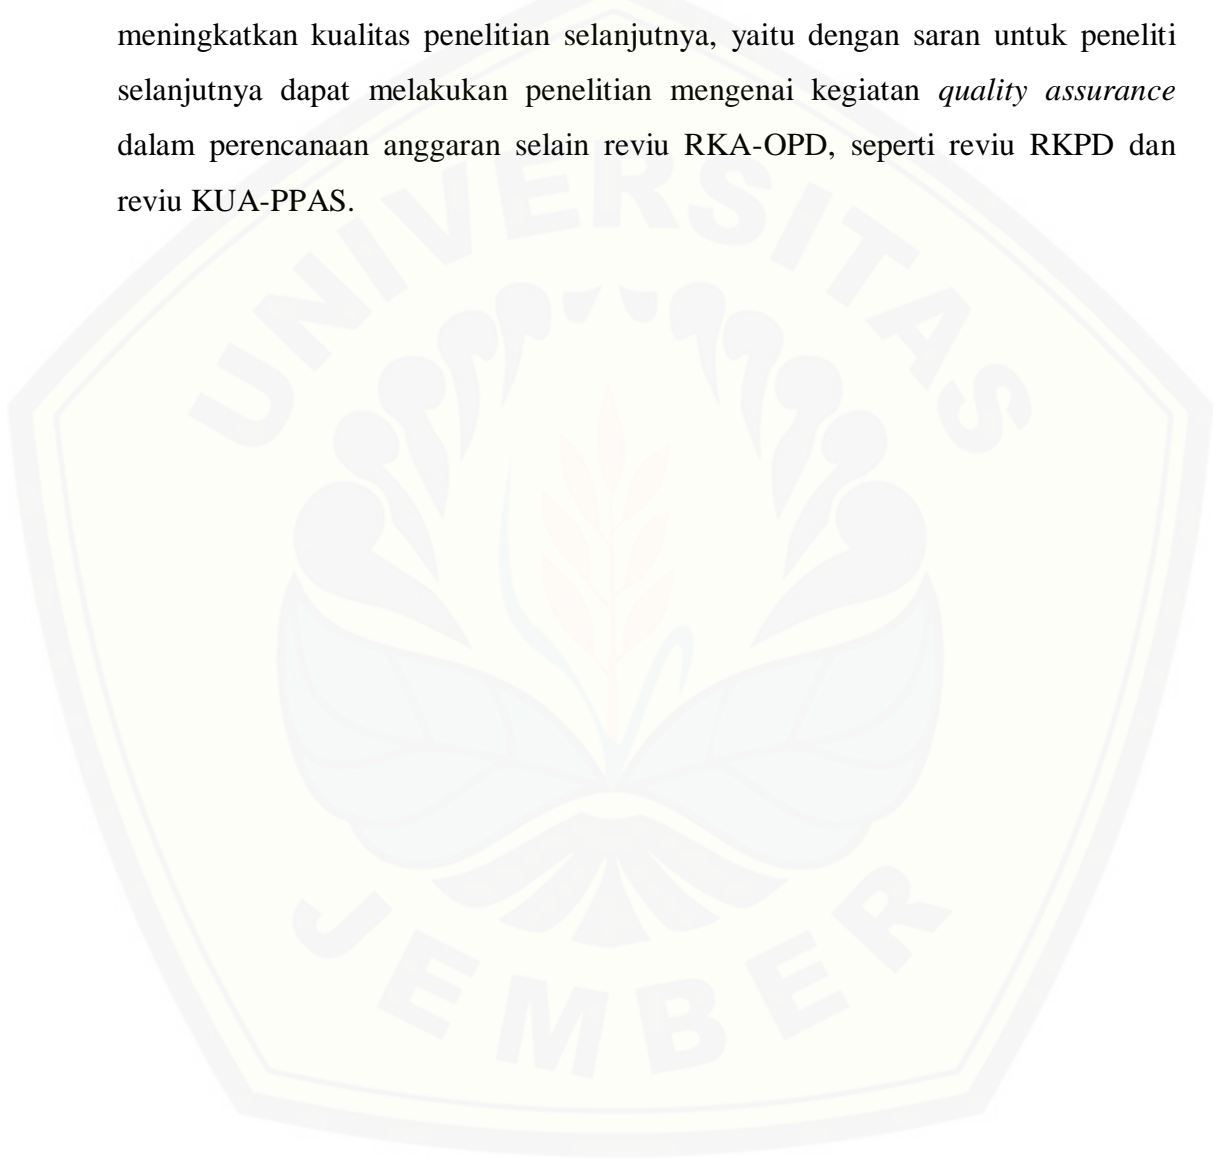 meningkatkan kualitas penelitian selanjutnya, yaitu dengan saran untuk peneliti
selanjutnya dapat melakukan penelitian mengenai kegiatan quality assurance
dalam perencanaan anggaran selain reviu RKA-OPD, seperti reviu RKPD dan
reviu KUA-PPAS.
UNIVERSITAS
JEMBER